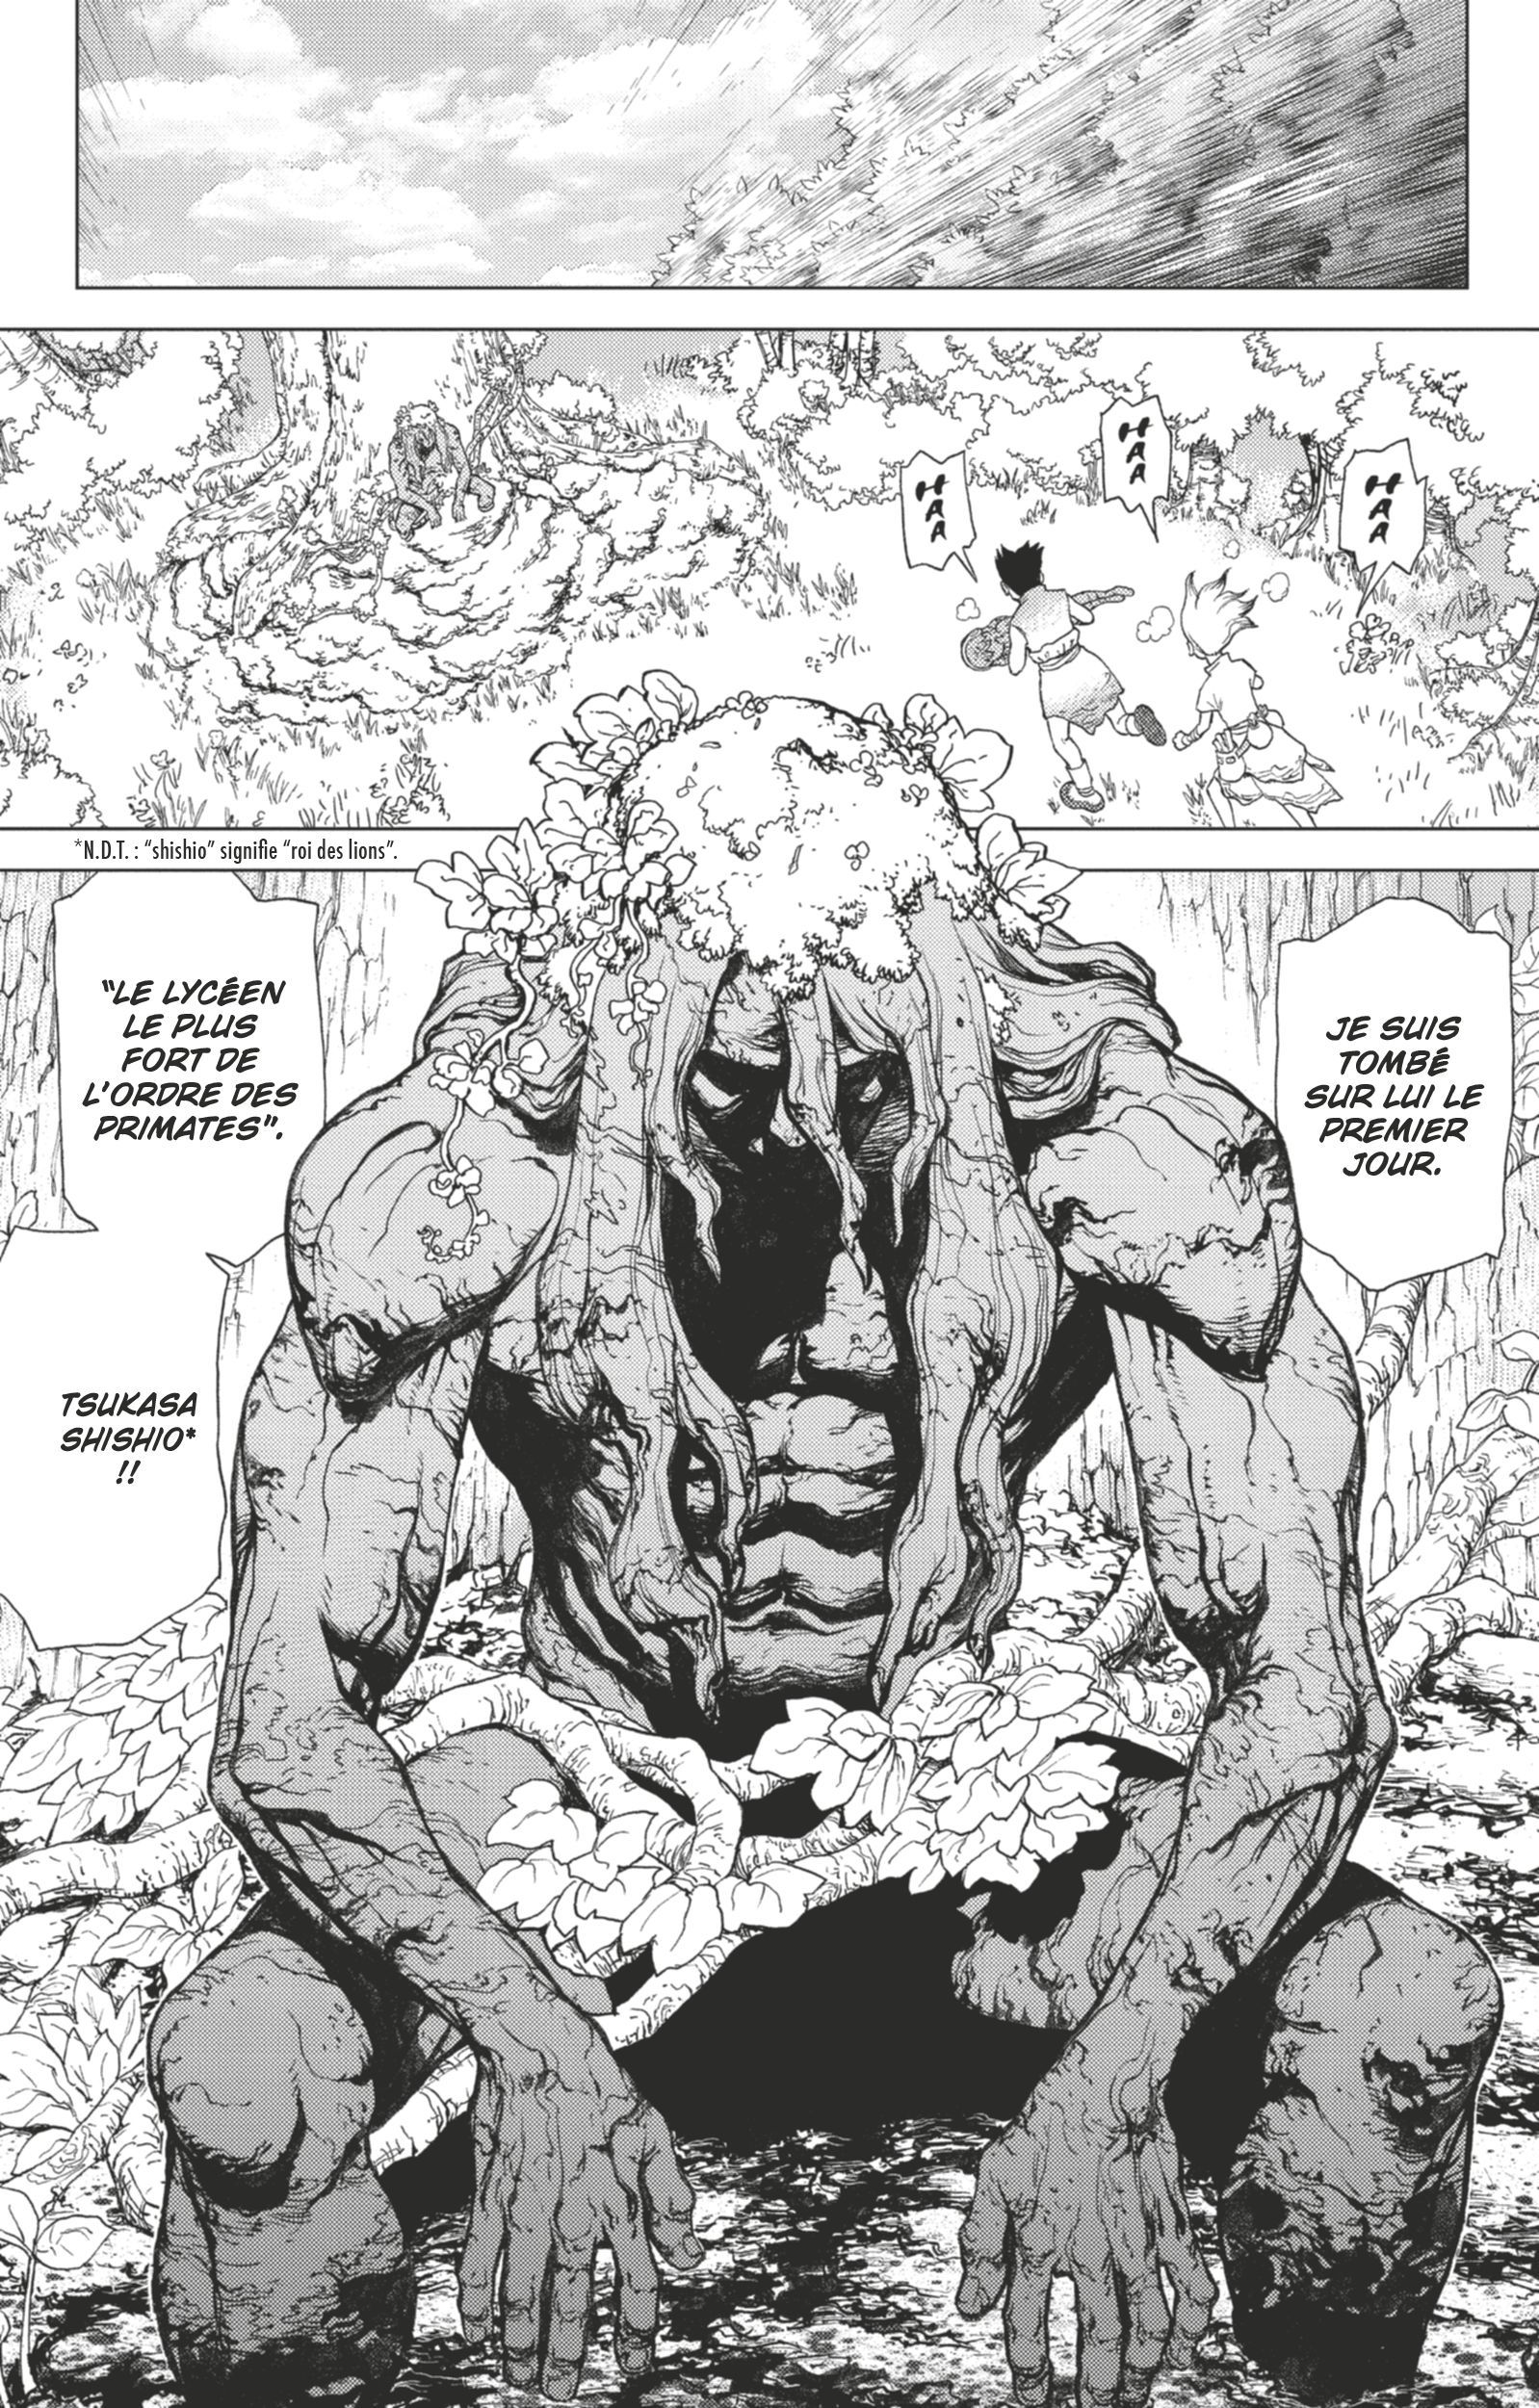 HAA
HAA
HAA
*N.D.T. : “shishio” signifie “roi des lions”.
JE SUIS
TOMBÉ
SUR LUI LE
PREMIER
JOUR.
“LE LYCÉEN
LE PLUS
FORT DE
L'ORDRE DES
PRIMATES”.
TSUKASA
SHISHIO*
!!